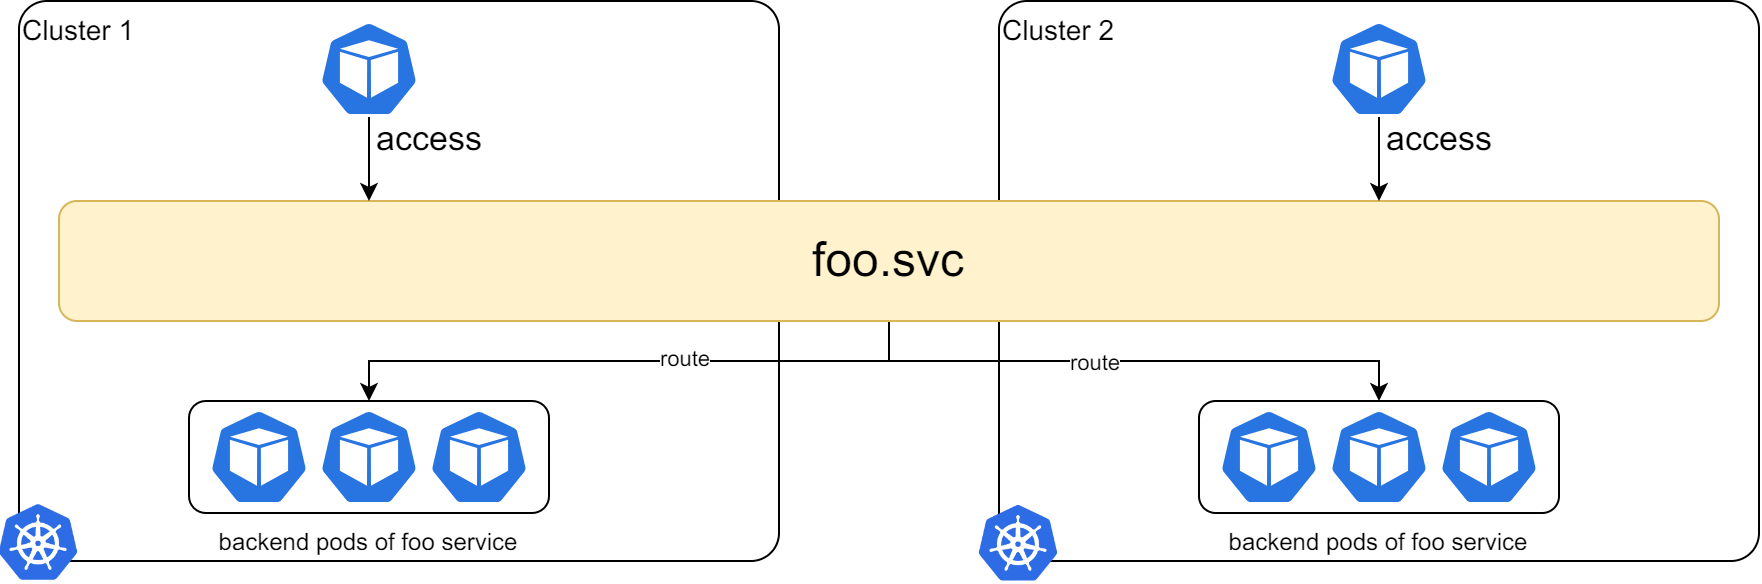 Cluster 1
Cluster 2
access
access
foo.svc
route
route
backend pods of foo service
backend pods of foo service